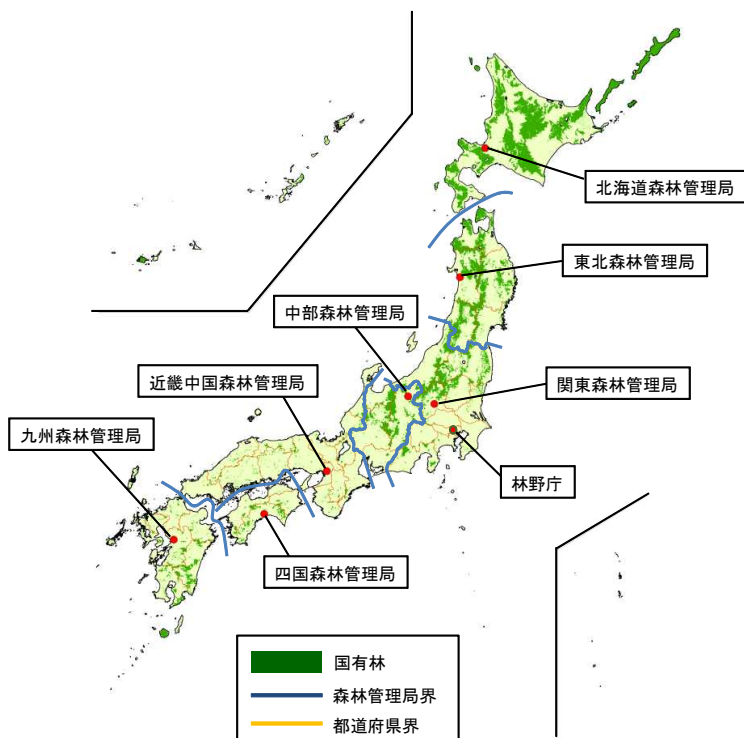 北海道森林管理局
東北森林管理局
中部森林管理局
近畿中国森林管理局
関東森林管理局
九州森林管理局
林野庁
四国森林管理局
国有林
森林管理局界
都道府県界